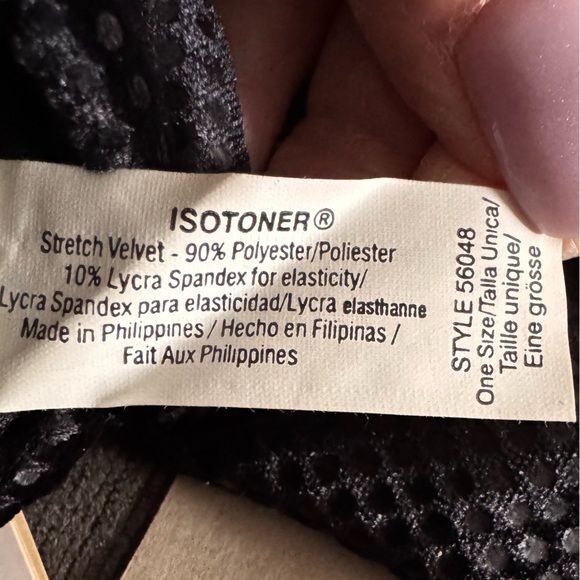 ISOTONER®
Stretch Velvet - 90% Polyester/Poliester
10% Lycra Spandex for elasticity/
Lycra Spandex para elasticidad/Lycra elasthanne
Made in Philippines / Hecho en Filipinas /
Fait Aux Philippines
STYLE 56048
One Size/Talla Unica/
Taille unique/
Eine grösse